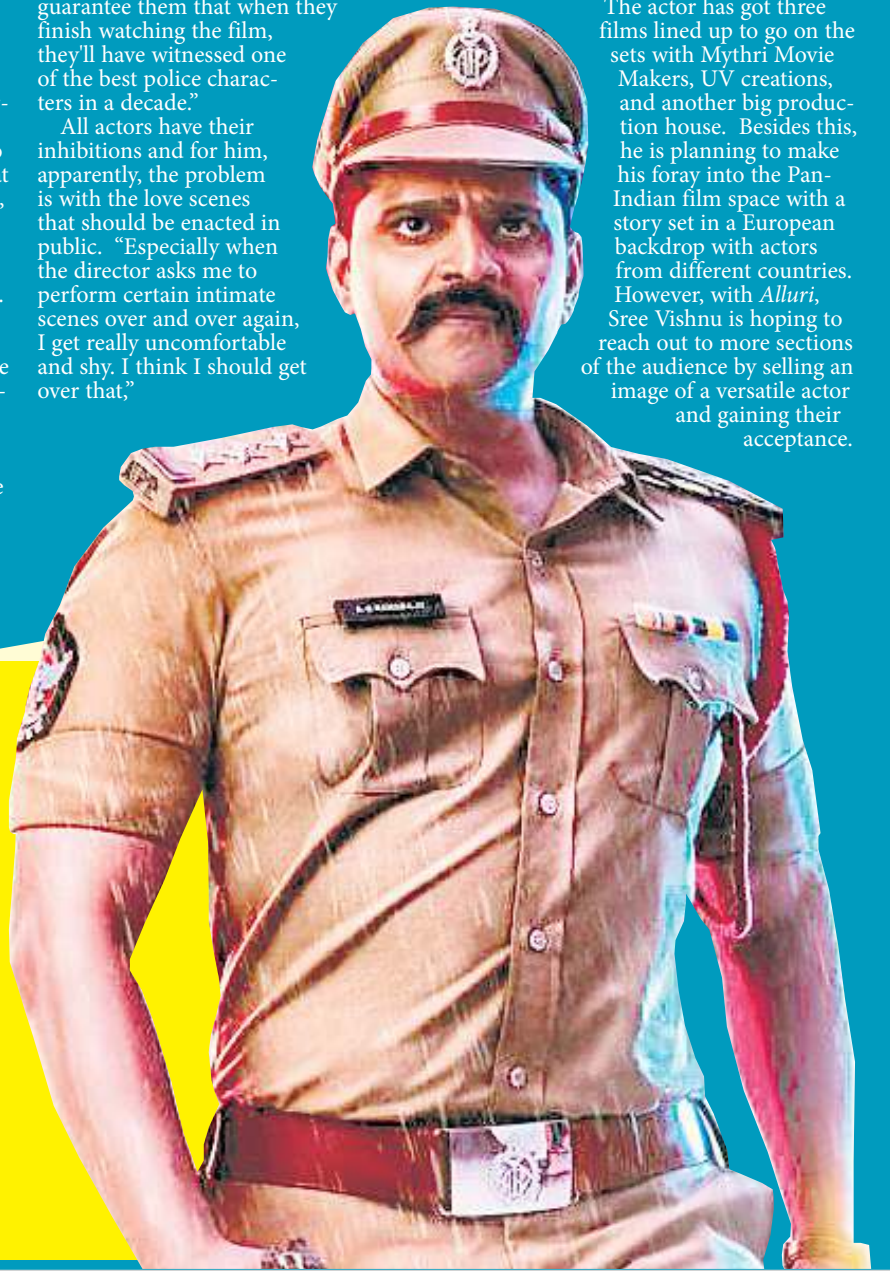 guarantee them that when they
finish watching the film,
they'll have witnessed one
of the best police charac-
ters in a decade.”
All actors have their
inhibitions and for him,
apparently, the problem
is with the love scenes
that should be enacted in
public. “Especially when
the director asks me to
perform certain intimate
scenes over and over again,
I get really uncomfortable
and shy. I think I should get
over that,”
The actor has got three
films lined up to go on the
sets with Mythri Movie
Makers, UV creations,
and another big produc-
tion house. Besides this,
he is planning to make
his foray into the Pan-
Indian film space with a
story set in a European
backdrop with actors
from different countries.
However, with Alluri,
Sree Vishnu is hoping to
reach out to more sections
of the audience by selling an
image of a versatile actor
and gaining their
acceptance.